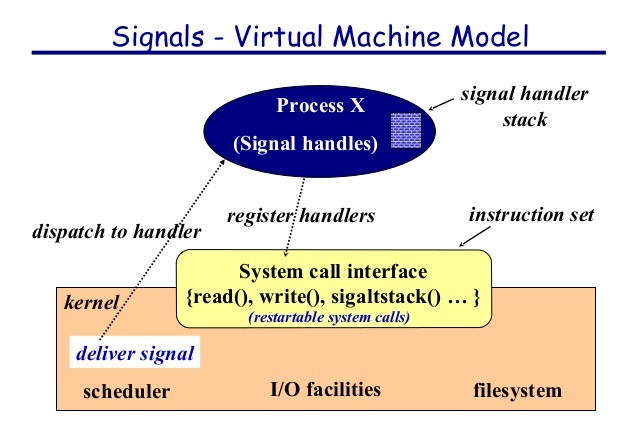 Signals - Virtual Machine Model
Process X
(Signal handles)
signal handler
stack
dispatch to handler
register handlers
instruction set
System call interface
{read(), write(), sigaltstack() … }
(restartable system calls)
kernel
deliver signal
scheduler
I/O facilities
filesystem